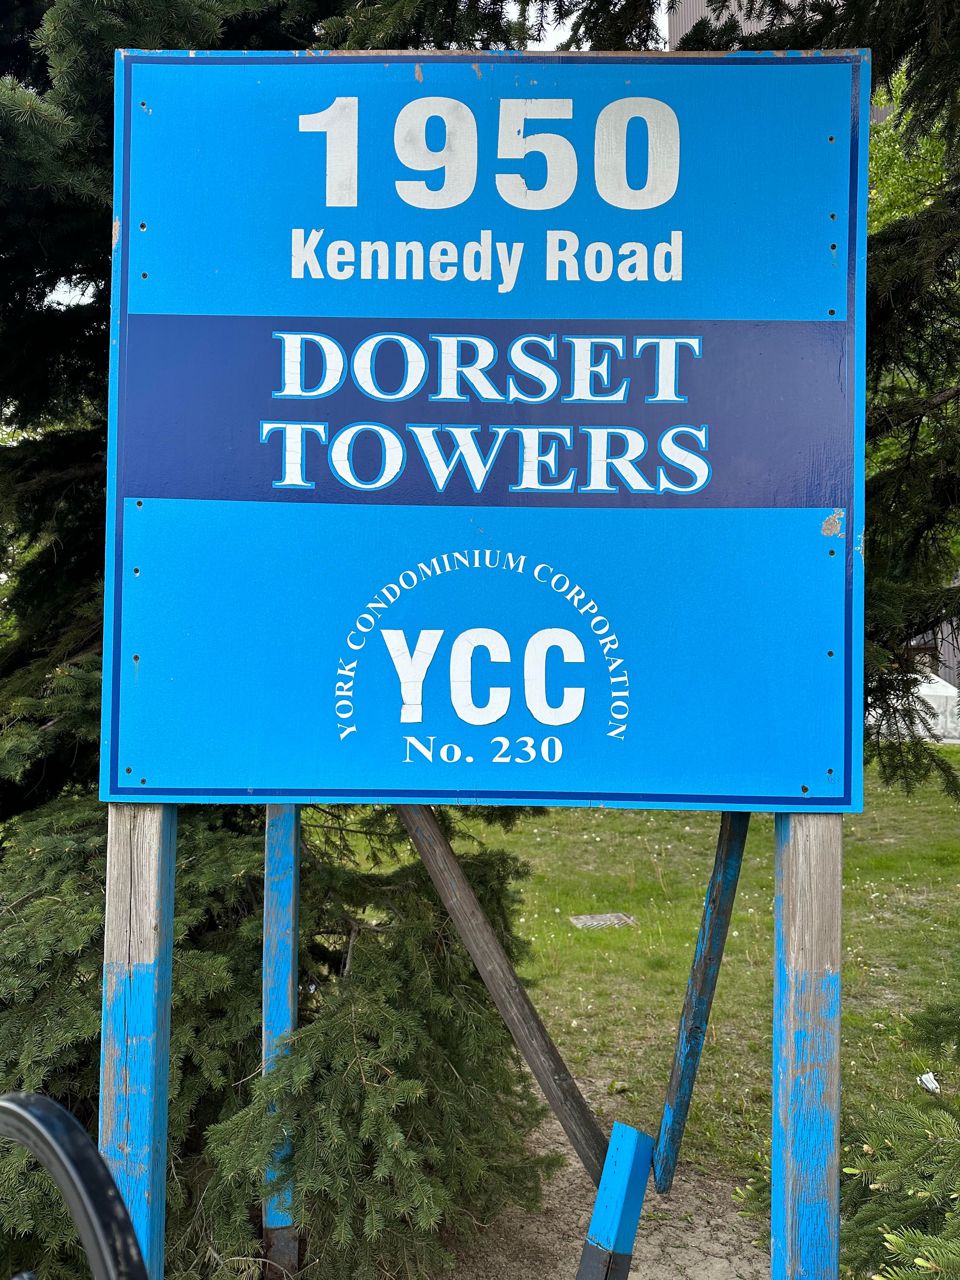 1950
Kennedy Road
DORSET
TOWERS
YORK CONDOMINIUM CORPORATION
YCC
No. 230